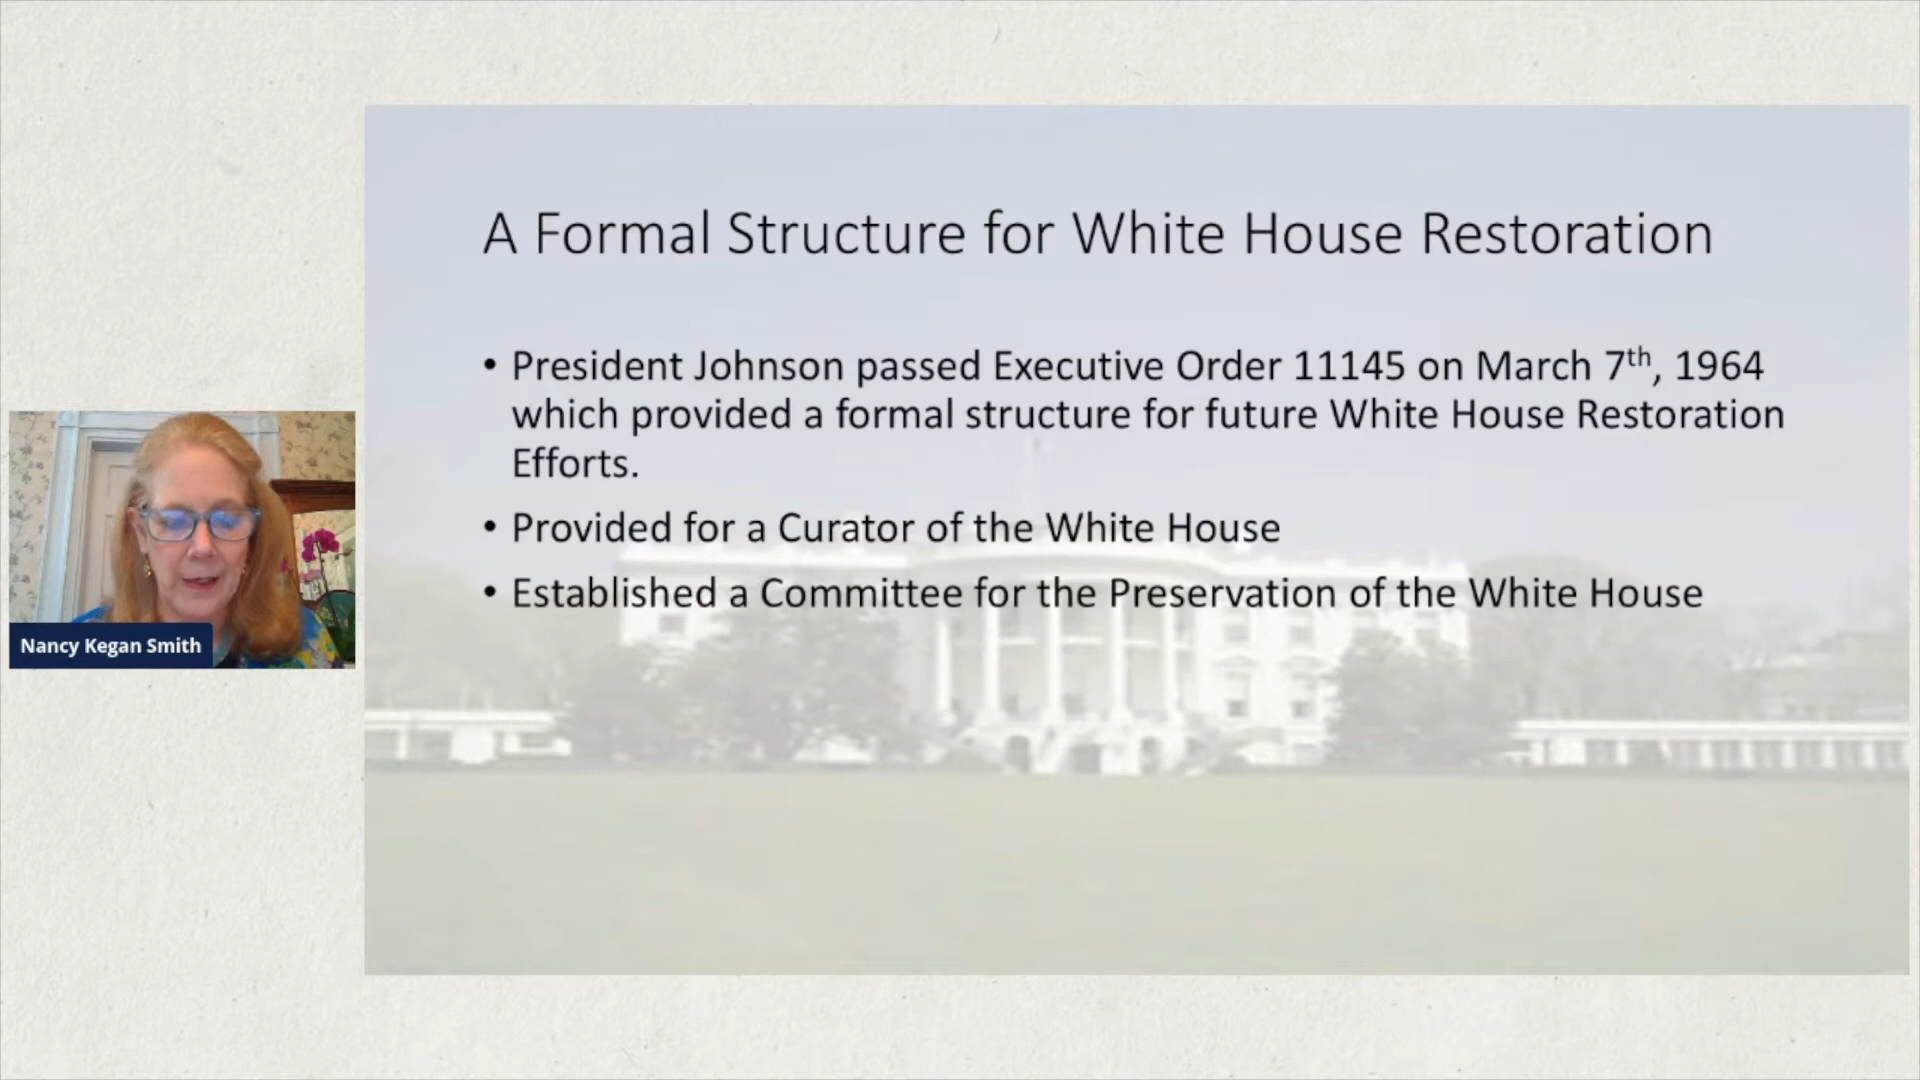 A Formal Structure for White House Restoration
• President Johnson passed Executive Order 11145 on March 7th, 1964
which provided a formal structure for future White House Restoration
Efforts.
• Provided for a Curator of the White House
• Established a Committee for the Preservation of the White House
Nancy Kegan Smith